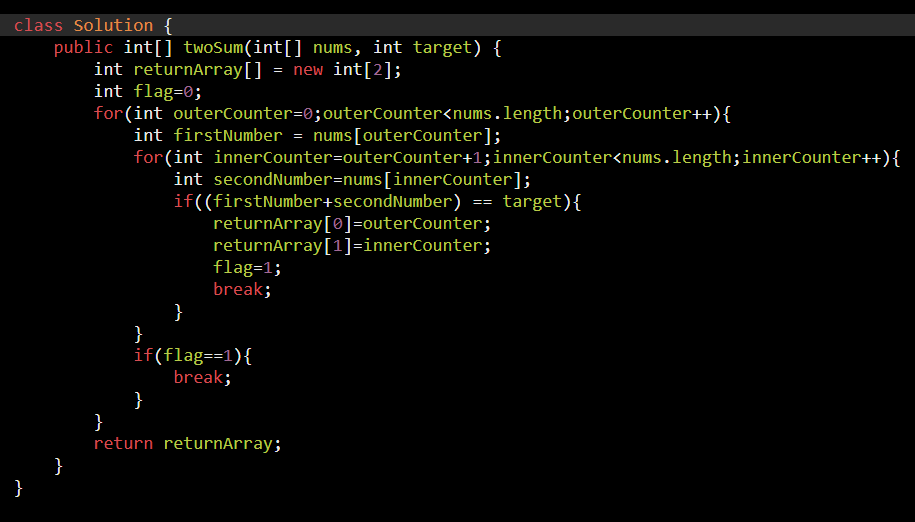 class Solution {
    public int[] twoSum(int[] nums, int target) {
        int returnArray[] = new int[2];
        int flag=0;
        for(int outerCounter=0;outerCounter<nums.length;outerCounter++){
            int firstNumber = nums[outerCounter];
            for(int innerCounter=outerCounter+1;innerCounter<nums.length;innerCounter++){
                int secondNumber=nums[innerCounter];
                if((firstNumber+secondNumber) == target){
                    returnArray[0]=outerCounter;
                    returnArray[1]=innerCounter;
                    flag=1;
                    break;
                }
            }
            if(flag==1){
                break;
            }
        }
        return returnArray;
    }
}